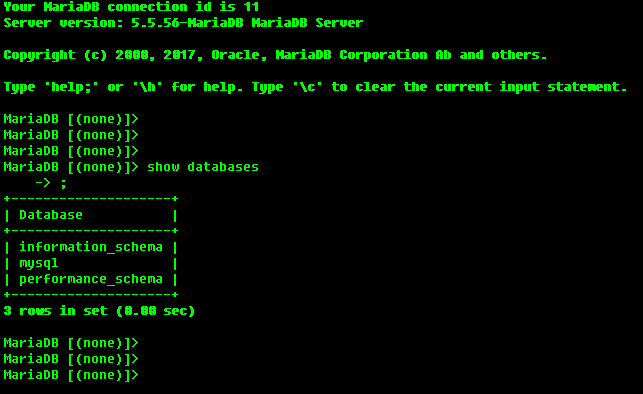 Your MariaDB connection id is 11
Server version: 5.5.56-MariaDB MariaDB Server
Copyright (c) 2000, 2017, Oracle, MariaDB Corporation Ab and others.
Type 'help;' or '\h' for help. Type '\c' to clear the current input statement.
MariaDB [(none)]>
MariaDB [(none)]>
MariaDB [(none)]>
MariaDB [(none)]> show databases
    -> ;
+--------------------+
| Database           |
+--------------------+
| information_schema |
| mysql              |
| performance_schema |
+--------------------+
3 rows in set (0.00 sec)
MariaDB [(none)]>
MariaDB [(none)]>
MariaDB [(none)]>